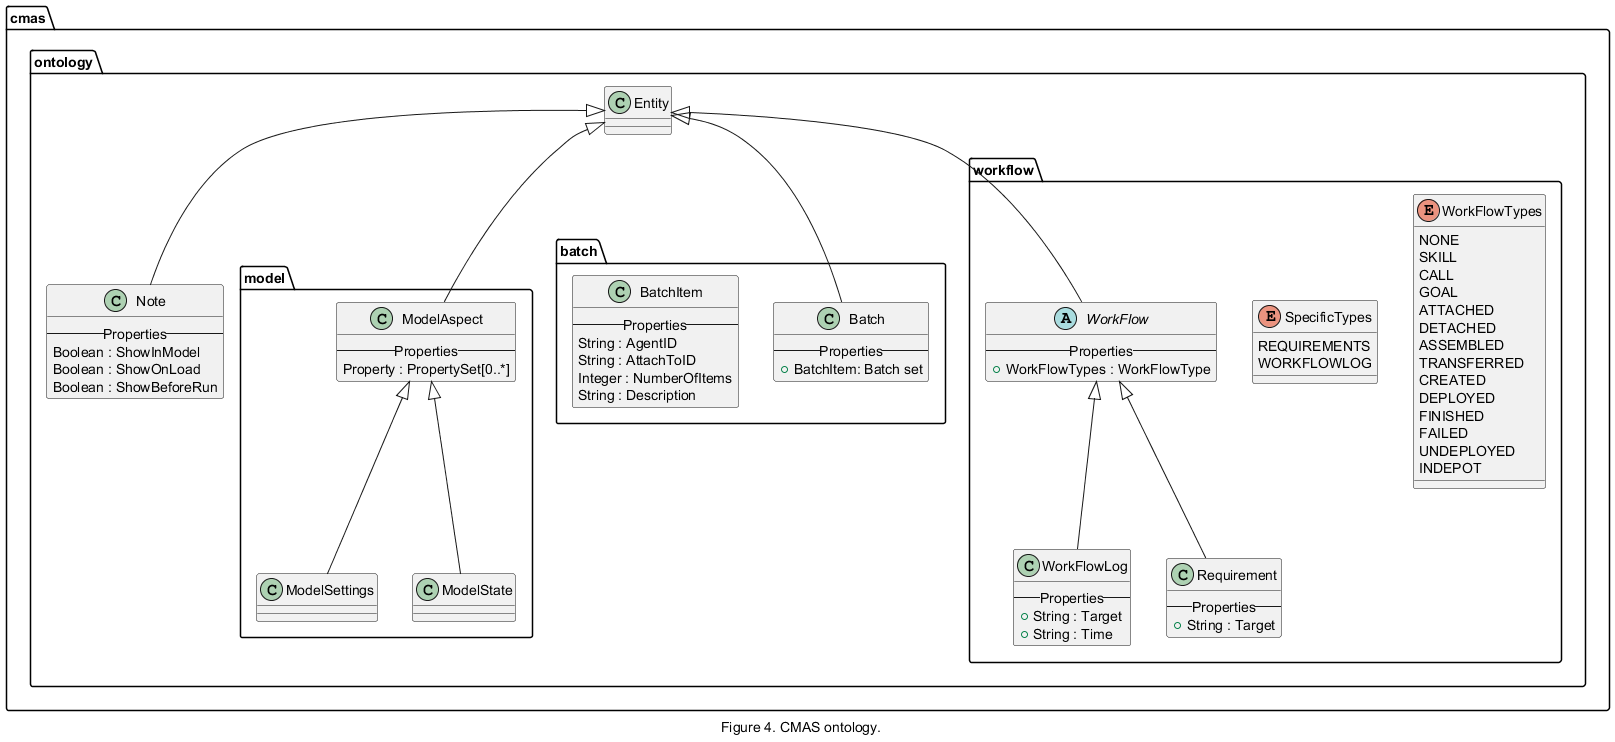 cmas
ontology
C Entity
workflow
E WorkFlowTypes
NONE
SKILL
CALL
GOAL
ATTACHED
DETACHED
ASSEMBLED
TRANSFERRED
CREATED
DEPLOYED
FINISHED
FAILED
UNDEPLOYED
INDEPOT
batch
C BatchItem
Properties
String : AgentID
String : AttachToID
Integer : NumberOfItems
String : Description
C Batch
Properties
BatchItem: Batch set
model
C ModelAspect
Properties
Property : PropertySet[0..*]
C Note
Properties
Boolean : ShowInModel
Boolean : ShowOnLoad
Boolean : ShowBeforeRun
A WorkFlow
Properties
WorkFlowTypes : WorkFlowType
E SpecificTypes
REQUIREMENTS
WORKFLOWLOG
C ModelSettings
C ModelState
C WorkFlowLog
Properties
String : Target
String : Time
C Requirement
Properties
String : Target
Figure 4. CMAS ontology.